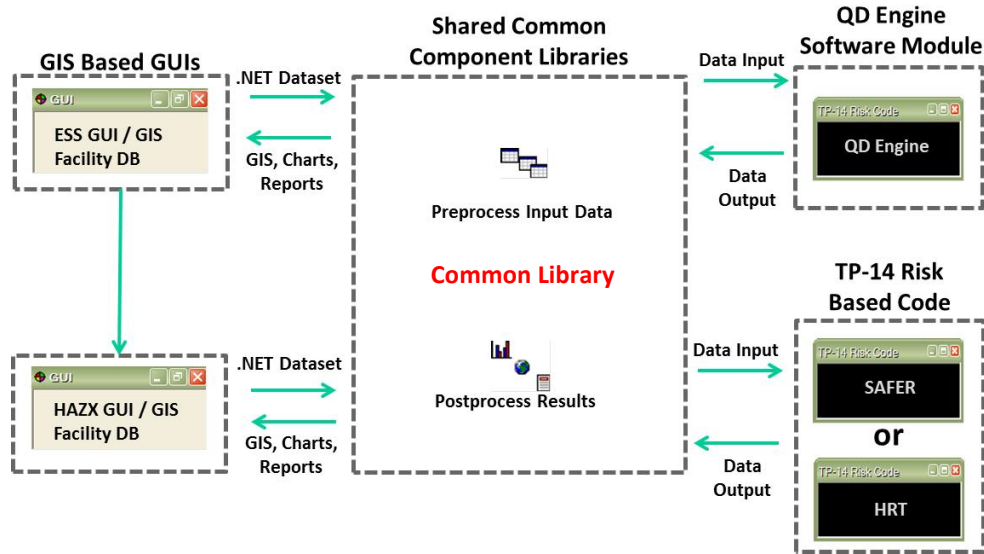 GIS Based GUIs
GUI
ESS GUI / GIS
Facility DB
.NET Dataset
GIS, Charts,
Reports
Shared Common
Component Libraries
Preprocess Input Data
Common Library
Postprocess Results
QD Engine
Software Module
Data Input
TP-14 Risk Code
QD Engine
Data
Output
GUI
HAZX GUI / GIS
Facility DB
.NET Dataset
GIS, Charts,
Reports
TP-14 Risk
Based Code
Data Input
TP-14 Risk Code
SAFER
or
TP-14 Risk Code
HRT
Data
Output